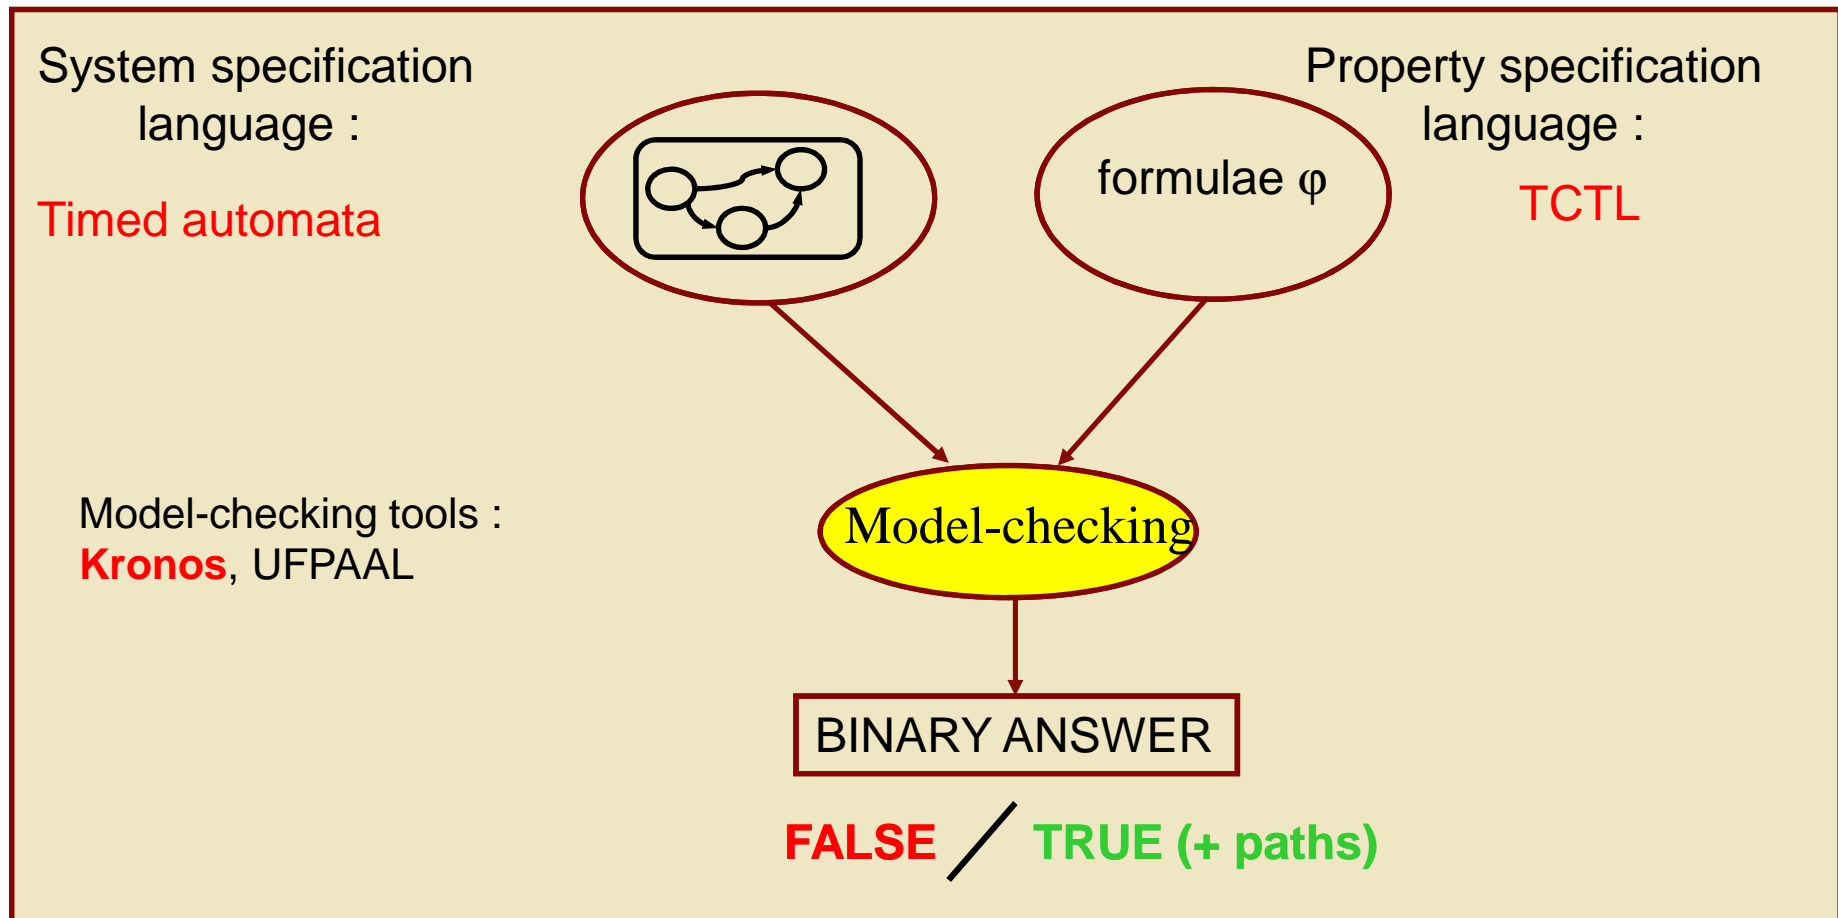 System specification
language :
Timed automata
formulae φ
Property specification
language :
TCTL
Model-checking tools :
Kronos, UFPAAL
Model-checking
BINARY ANSWER
FALSE / TRUE (+ paths)